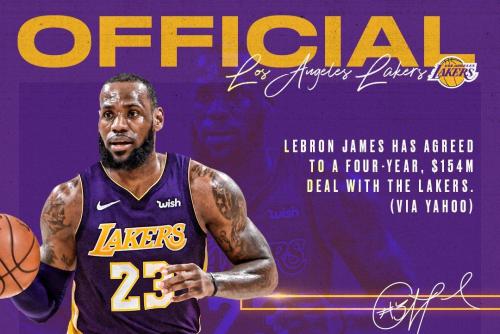 OFFICIAL
Los Angeles Lakers
LOS ANGELES
LAKERS
LEBRON JAMES HAS AGREED
TO A FOUR-YEAR, $154M
DEAL WITH THE LAKERS.
(VIA YAHOO)
wish
LAKERS
23
wish